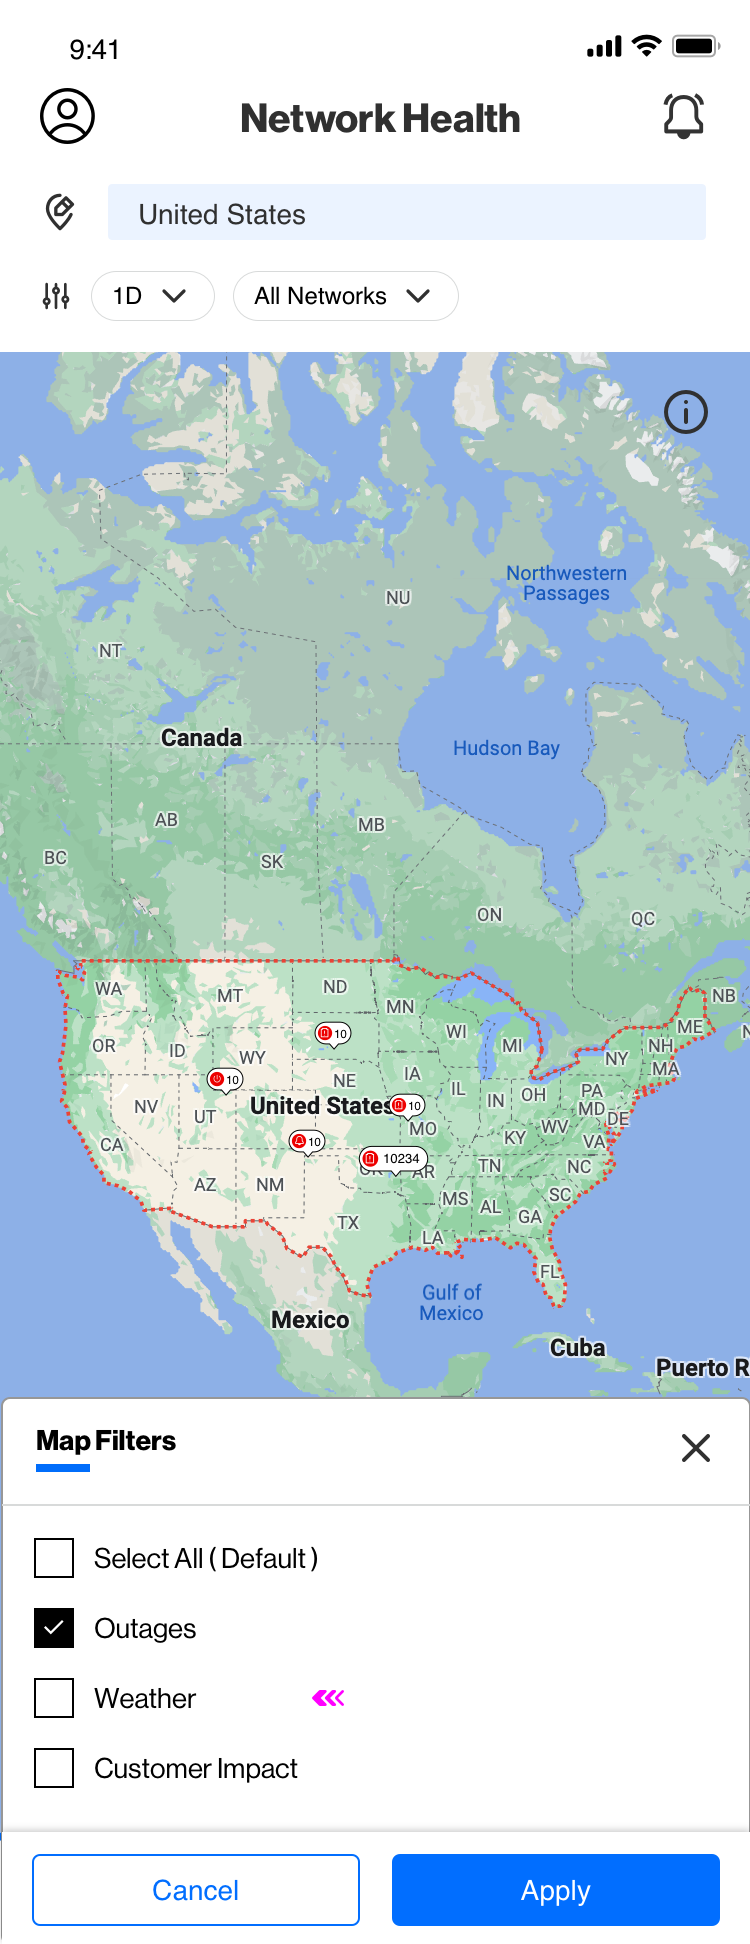 9:41
Network Health
United States
1D
All Networks
NU
Northwestern
Passages
NT
Canada
Hudson Bay
AB
MB
BC
SK
ON
QC
WA
MT
ND
MN
NB
OR
ID
WY
10
WI
MI
NY
NH
ME
MA
10
NE
IA
IL
IN
OH
PA
NV
UT
United States
10
MD
DE
CA
10
MO
KY
WV
VA
10234
AR
TN
NC
AZ
NM
MS
AL
SC
GA
TX
LA
FL
Gulf of
Mexico
Mexico
Cuba
Puerto R
Map Filters
Select All ( Default )
Outages
Weather
Customer Impact
Cancel
Apply